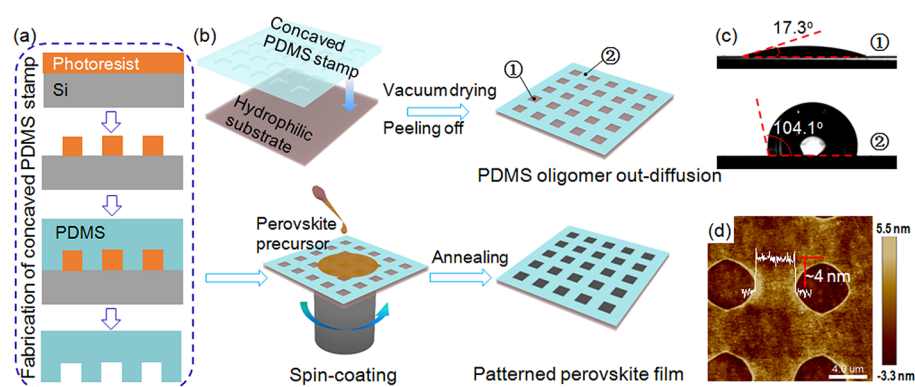 (a)
Fabrication of concaved PDMS stamp
Photoresist
Si
PDMS
(b)
Concaved
PDMS stamp
Hydrophilic
substrate
Vacuum drying
Peeling off
①
②
PDMS oligomer out-diffusion
Perovskite
precursor
Spin-coating
Annealing
Patterned perovskite film
(c)
17.3°
①
104.1°
②
(d)
~4 nm
4.0 um
5.5 nm
-3.3 nm